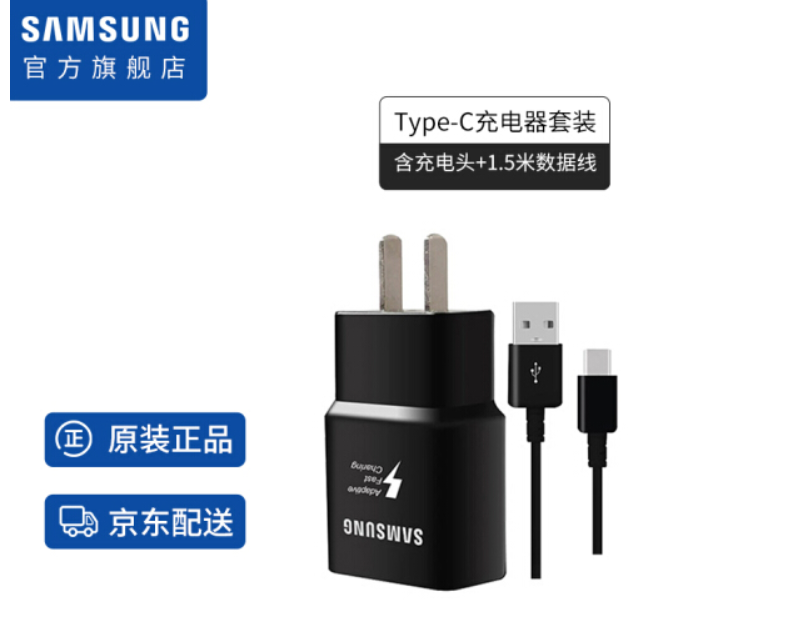 SAMSUNG
官方旗舰店
Type-C充电器套装
含充电头+1.5米数据线
正 原装正品
京东配送
Adaptive
Fast
Charing
SAMSUNG